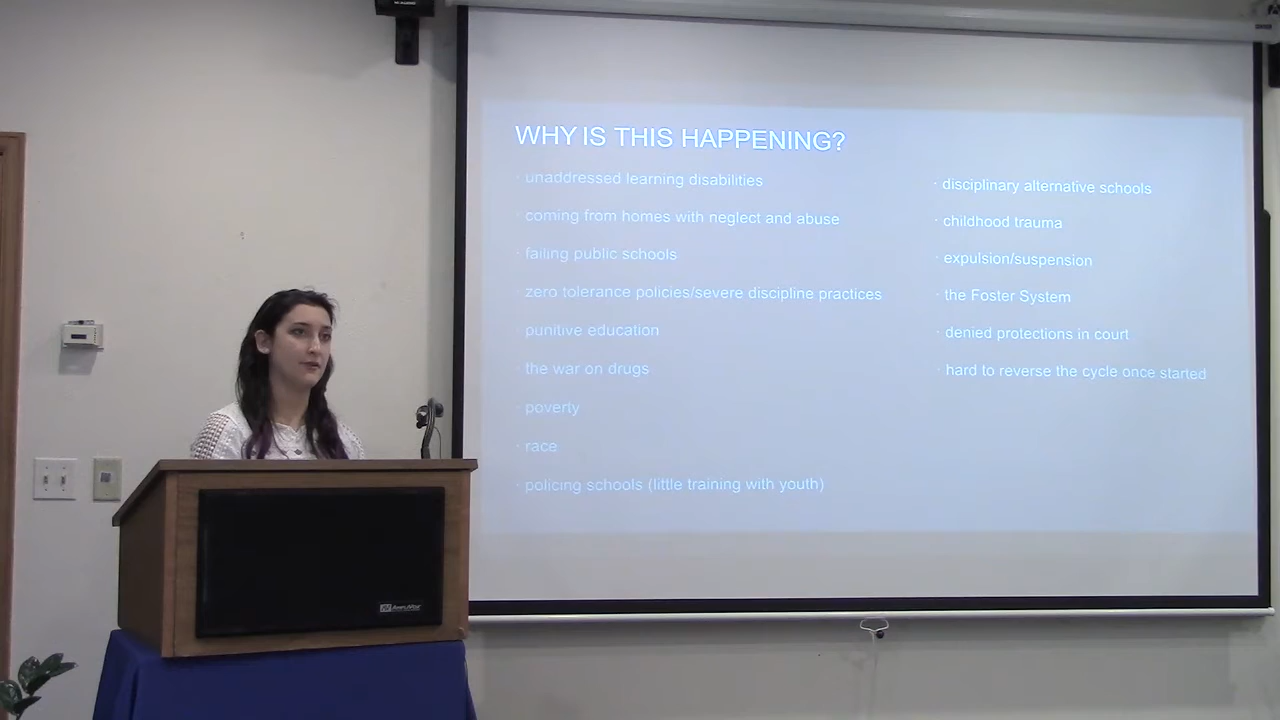 WHY IS THIS HAPPENING?
· unaddressed learning disabilities
· coming from homes with neglect and abuse
· failing public schools
· zero tolerance policies/severe discipline practices
punitive education
· the war on drugs
· poverty
· race
· policing schools (little training with youth)
· disciplinary alternative schools
· childhood trauma
· expulsion/suspension
· the Foster System
· denied protections in court
· hard to reverse the cycle once started
AmpliVox